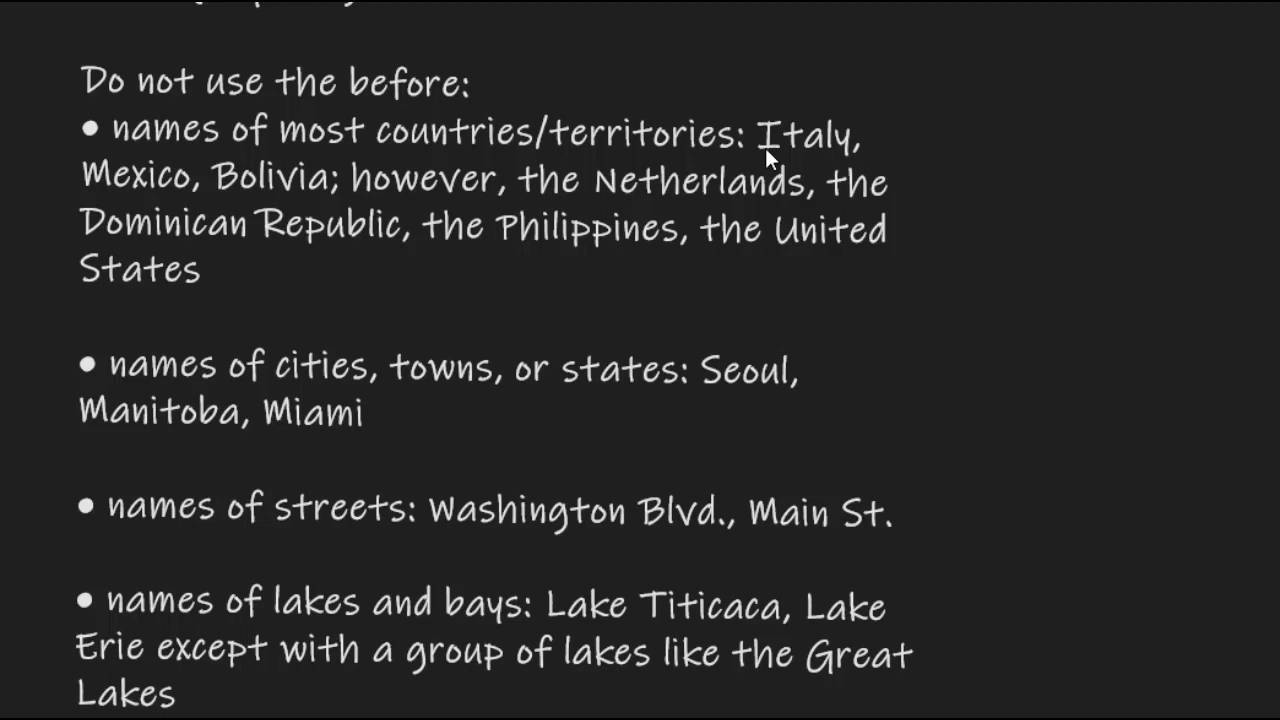 Do not use the before:
• names of most countries/territories: Italy,
Mexico, Bolivia; however, the Netherlands, the
Dominican Republic, the Philippines, the United
States
• names of cities, towns, or states: Seoul,
Manitoba, Miami
• names of streets: Washington Blvd., Main St.
• names of lakes and bays: Lake Titicaca, Lake
Erie except with a group of lakes like the Great
Lakes